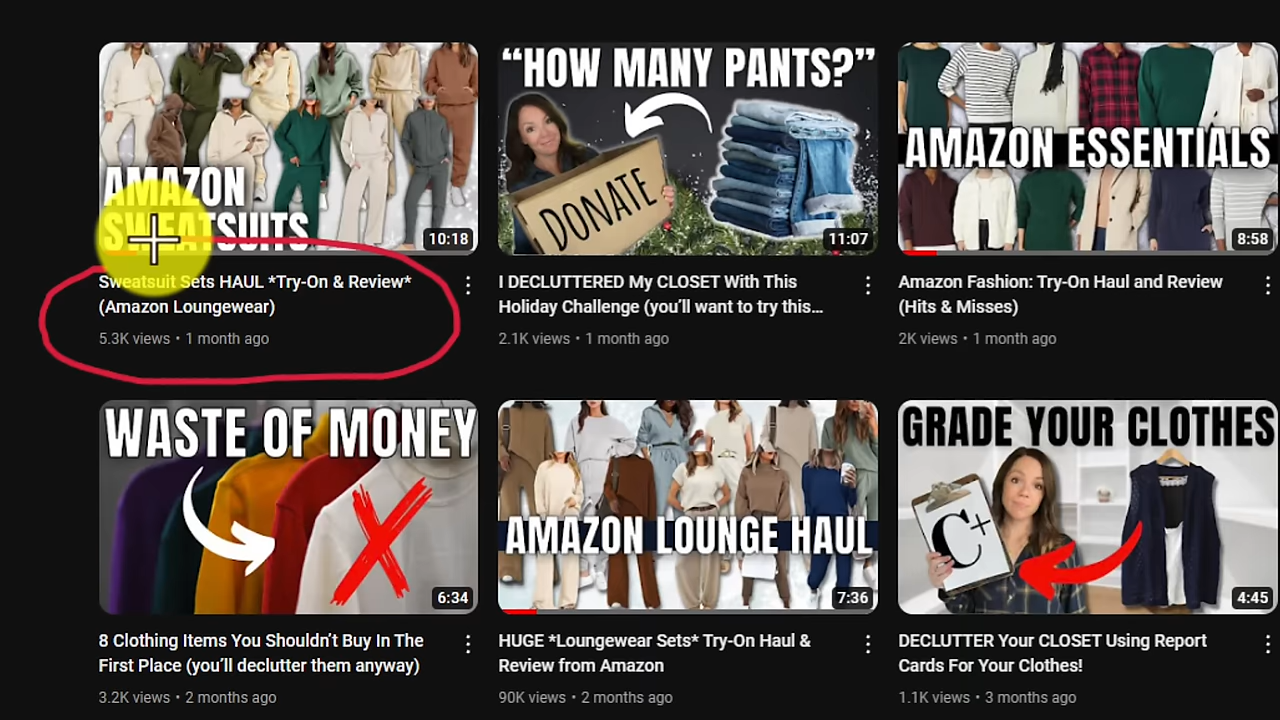 AMAZON
SWEATSUITS
10:18
Sweatsuit Sets HAUL *Try-On & Review*
(Amazon Loungewear)
5.3K views • 1 month ago
“HOW MANY PANTS?”
DONATE
11:07
I DECLUTTERED My CLOSET With This
Holiday Challenge (you’ll want to try this...
2.1K views • 1 month ago
AMAZON ESSENTIALS
8:58
Amazon Fashion: Try-On Haul and Review
(Hits & Misses)
2K views • 1 month ago
WASTE OF MONEY
6:34
8 Clothing Items You Shouldn’t Buy In The
First Place (you’ll declutter them anyway)
3.2K views • 2 months ago
AMAZON LOUNGE HAUL
7:36
HUGE *Loungewear Sets* Try-On Haul &
Review from Amazon
90K views • 2 months ago
GRADE YOUR CLOTHES
C+
4:45
DECLUTTER Your CLOSET Using Report
Cards For Your Clothes!
1.1K views • 3 months ago